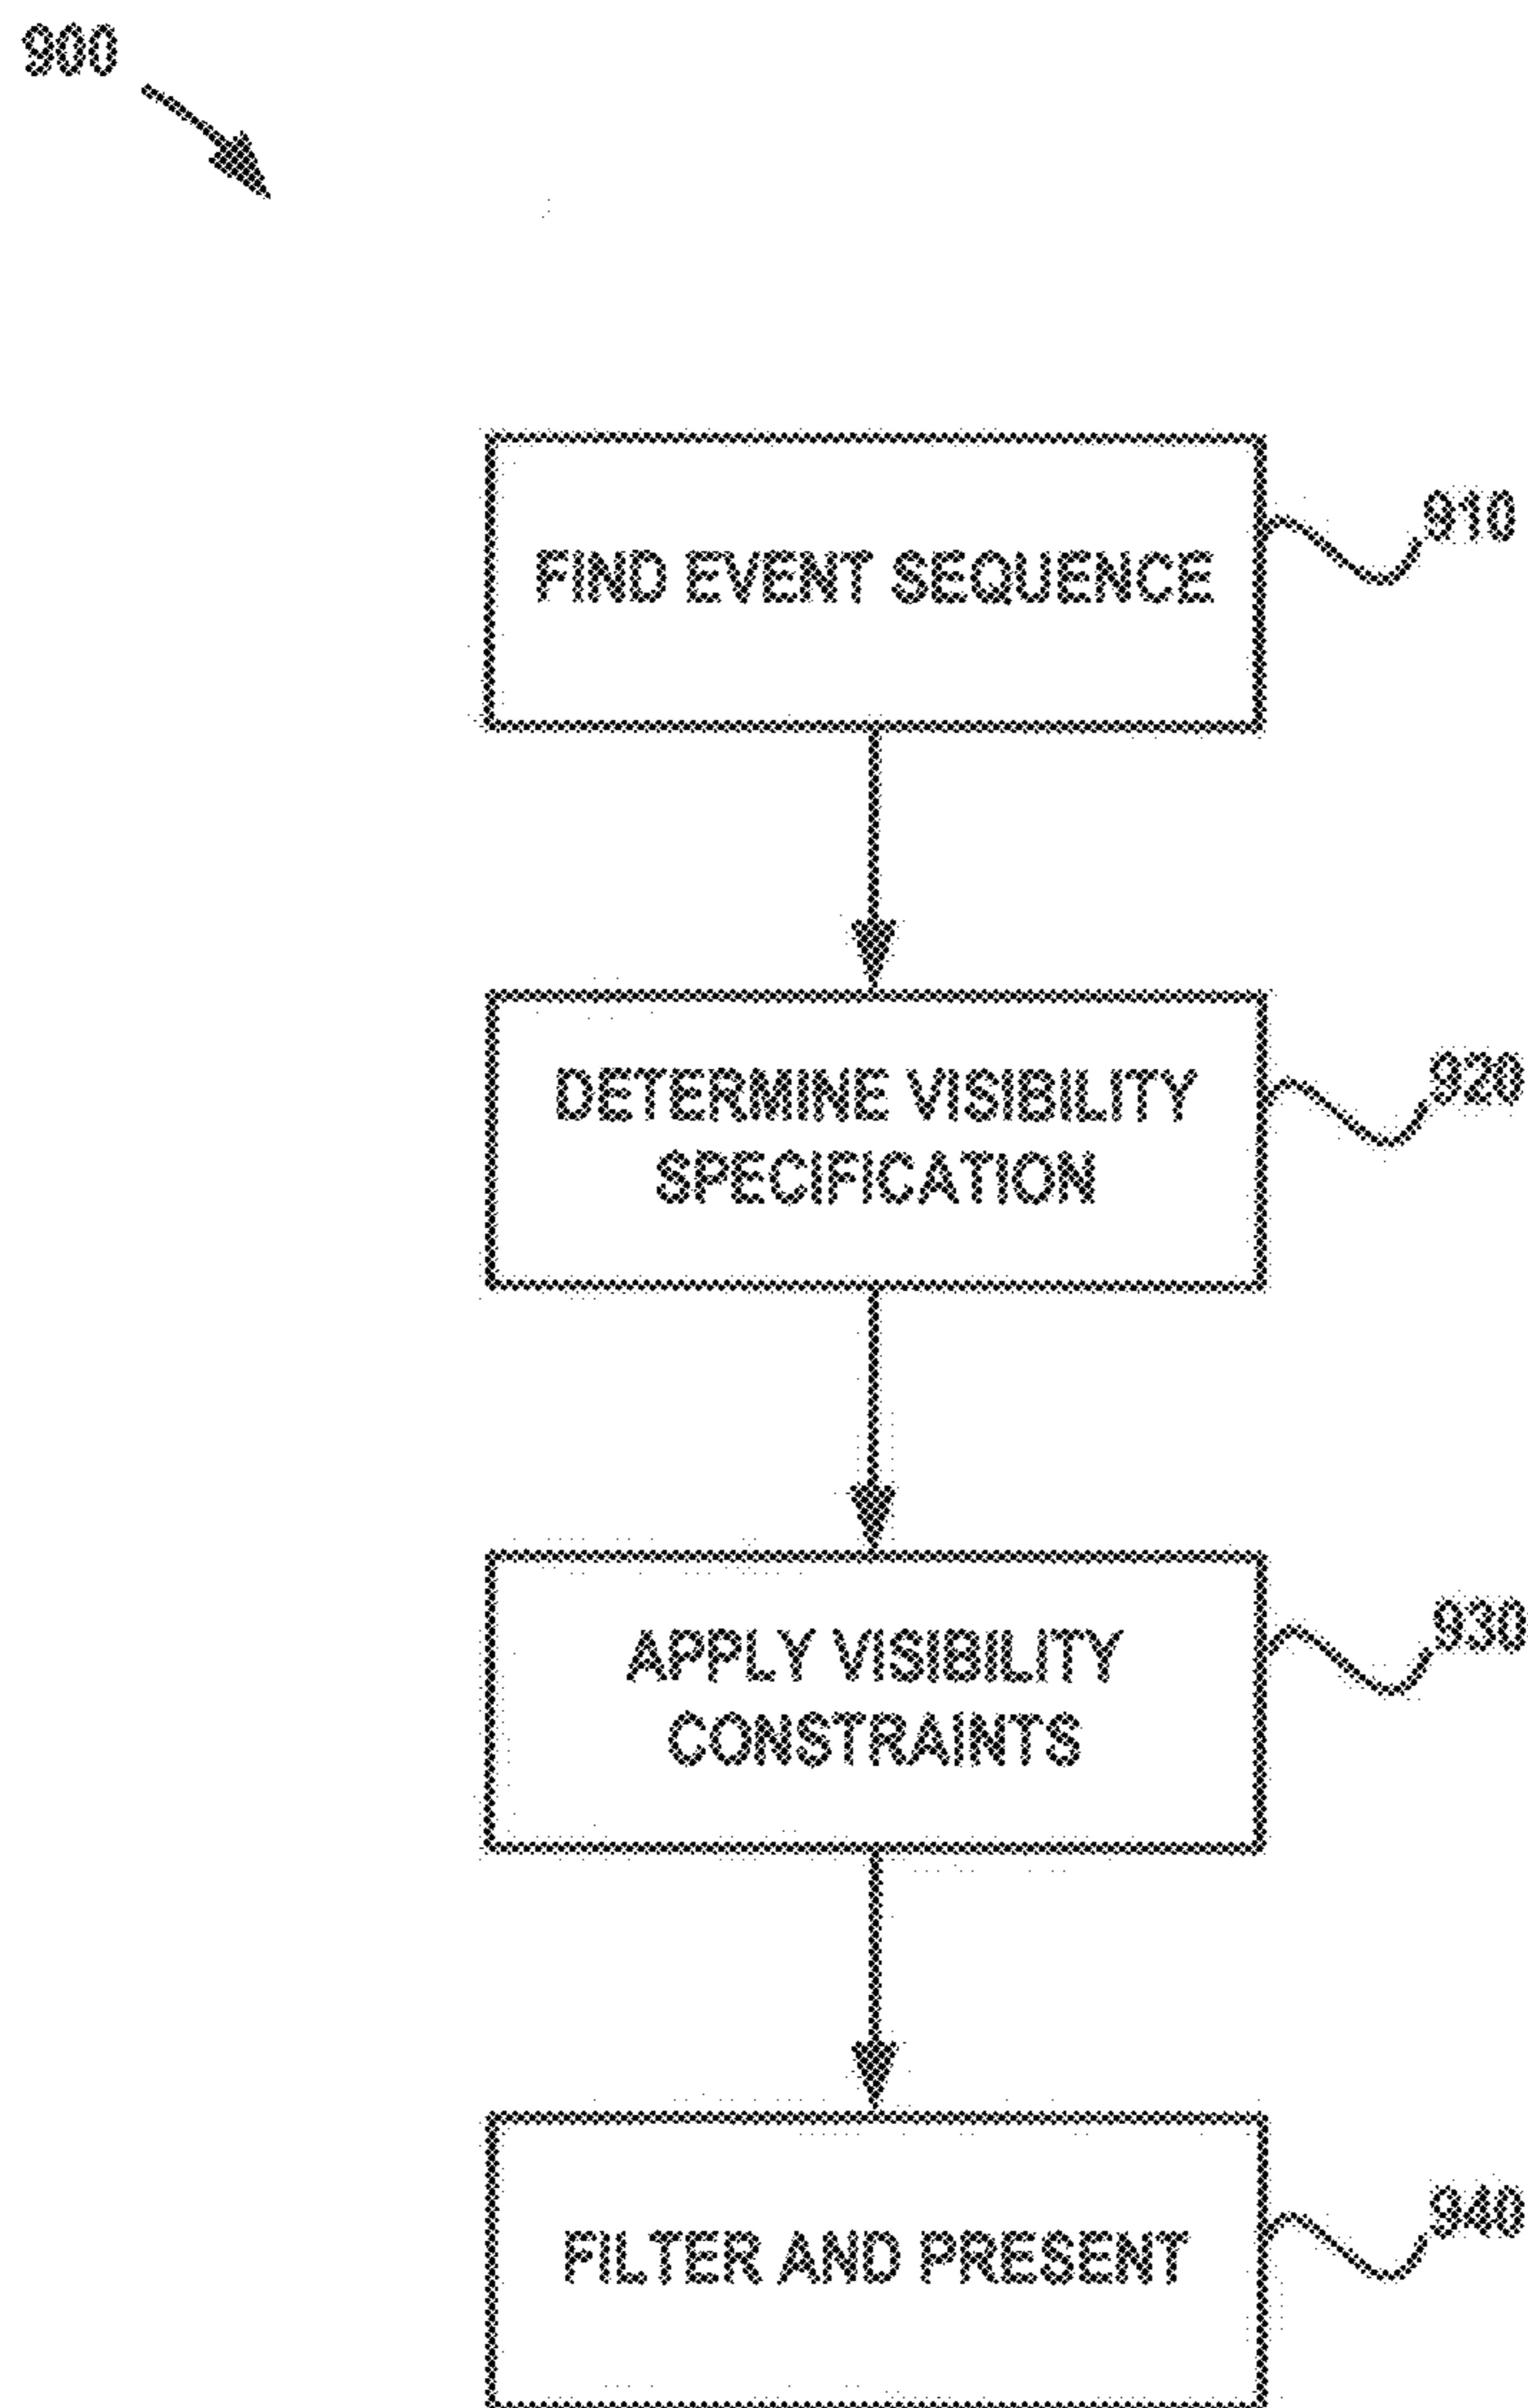 900
FIND EVENT SEQUENCE
910
DETERMINE VISIBILITY
SPECIFICATION
920
APPLY VISIBILITY
CONSTRAINTS
930
FILTER AND PRESENT
940